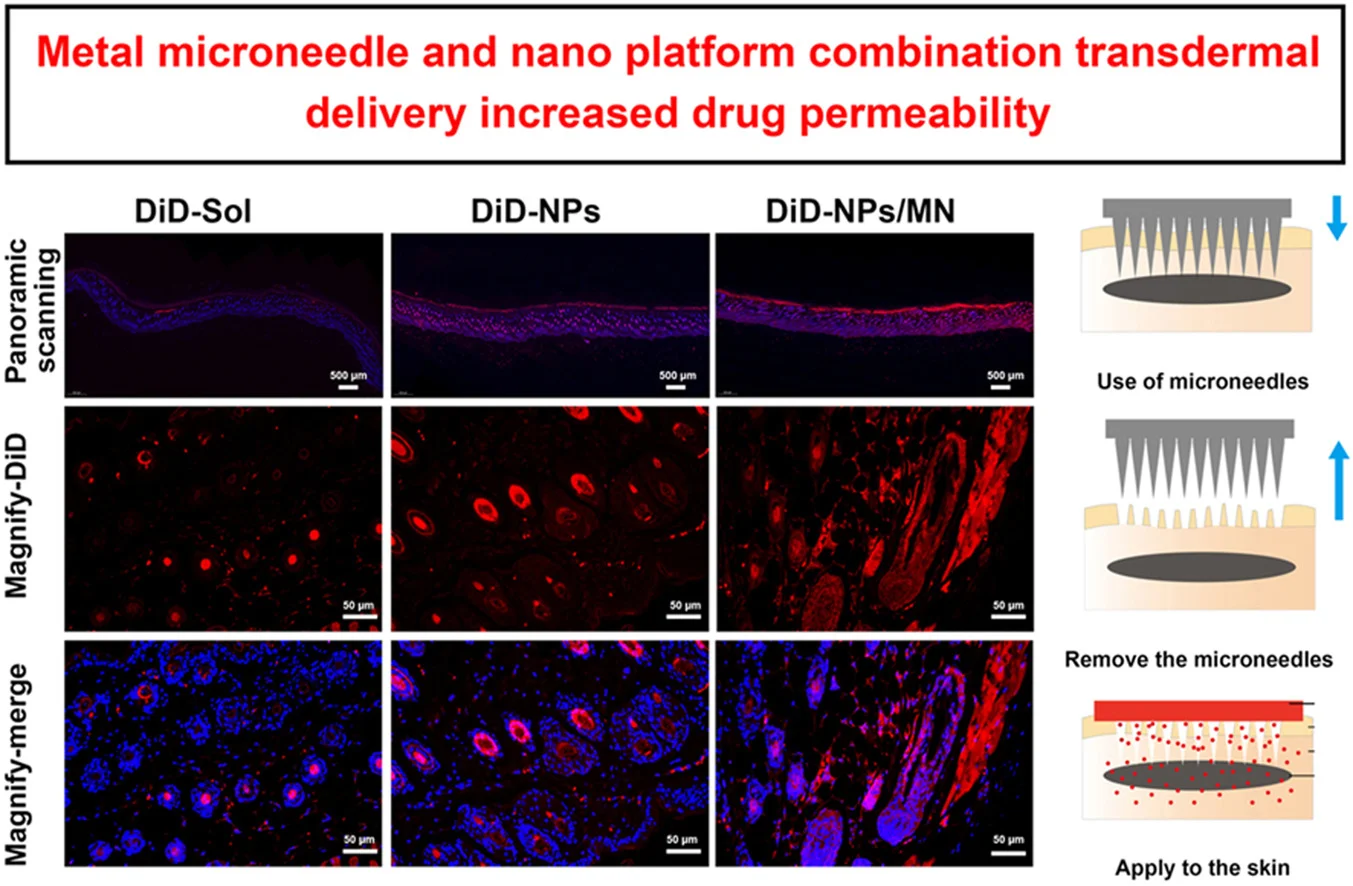 Metal microneedle and nano platform combination transdermal
delivery increased drug permeability
DiD-Sol
DiD-NPs
DiD-NPs/MN
Panoramic
scanning
500 μm
500 μm
500 μm
Use of microneedles
Magnify-DiD
50 μm
50 μm
50 μm
Remove the microneedles
Magnify-merge
50 μm
50 μm
50 μm
Apply to the skin